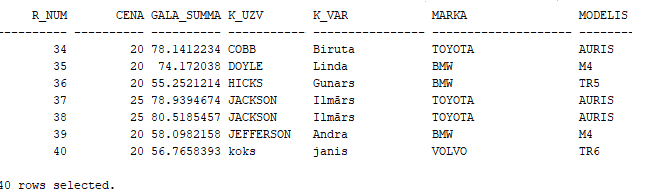 R_NUM CENA GALA_SUMMA K_UZV K_VAR MARKA MODELIS
---------- ---------- ---------- ------------ ----------------- ---------------------- --------
34 20 78.1412234 COBB Biruta TOYOTA AURIS
35 20 74.172038 DOYLE Linda BMW M4
36 20 55.2521214 HICKS Gunars BMW TR5
37 25 78.9394674 JACKSON Ilmārs TOYOTA AURIS
38 25 80.5185457 JACKSON Ilmārs TOYOTA AURIS
39 20 58.0982158 JEFFERSON Andra BMW M4
40 20 56.7658393 koks janis VOLVO TR6
40 rows selected.